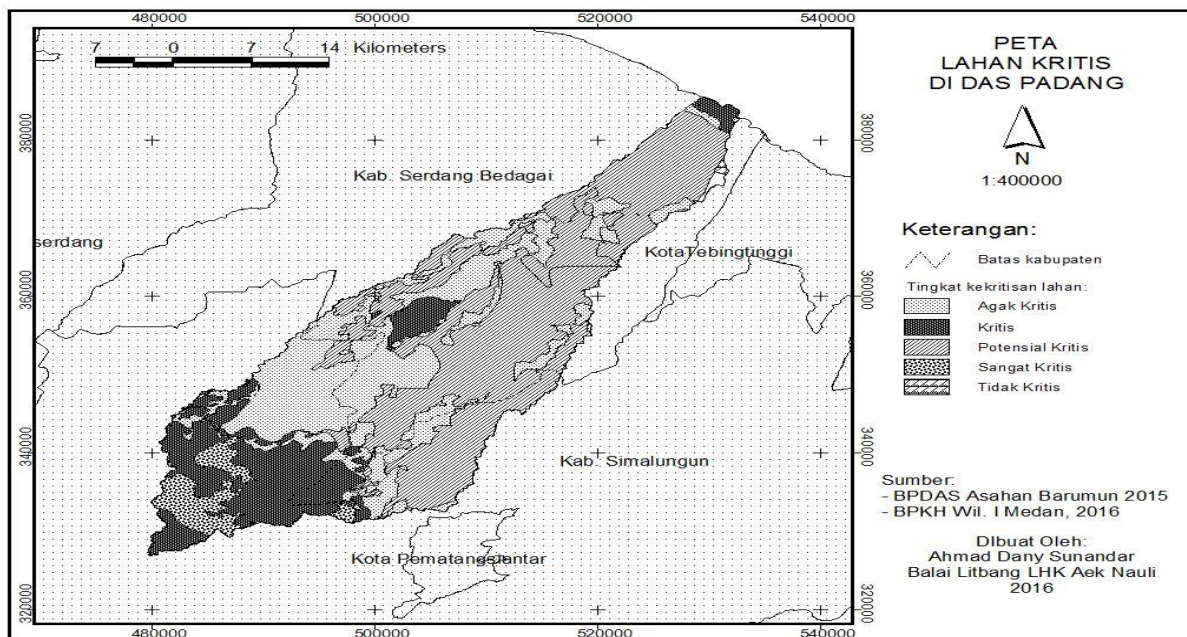 480000 500000 520000 540000
7 0 7 14 Kilometers
380000 380000
Kab. Serdang Bedagai
serdang
KotaTebingtinggi
360000 360000
340000 340000
Kab. Simalungun
Kota Pematangsiantar
320000 320000
480000 500000 520000 540000
PETA
LAHAN KRITIS
DI DAS PADANG
N
1:400000
Keterangan:
Batas kabupaten
Tingkat kekritisan lahan:
Agak Kritis
Kritis
Potensial Kritis
Sangat Kritis
Tidak Kritis
Sumber:
- BPDAS Asahan Barumun 2015
- BPKH Wil. I Medan, 2016
DIbuat Oleh:
Ahmad Dany Sunandar
Balai Litbang LHK Aek Nauli
2016